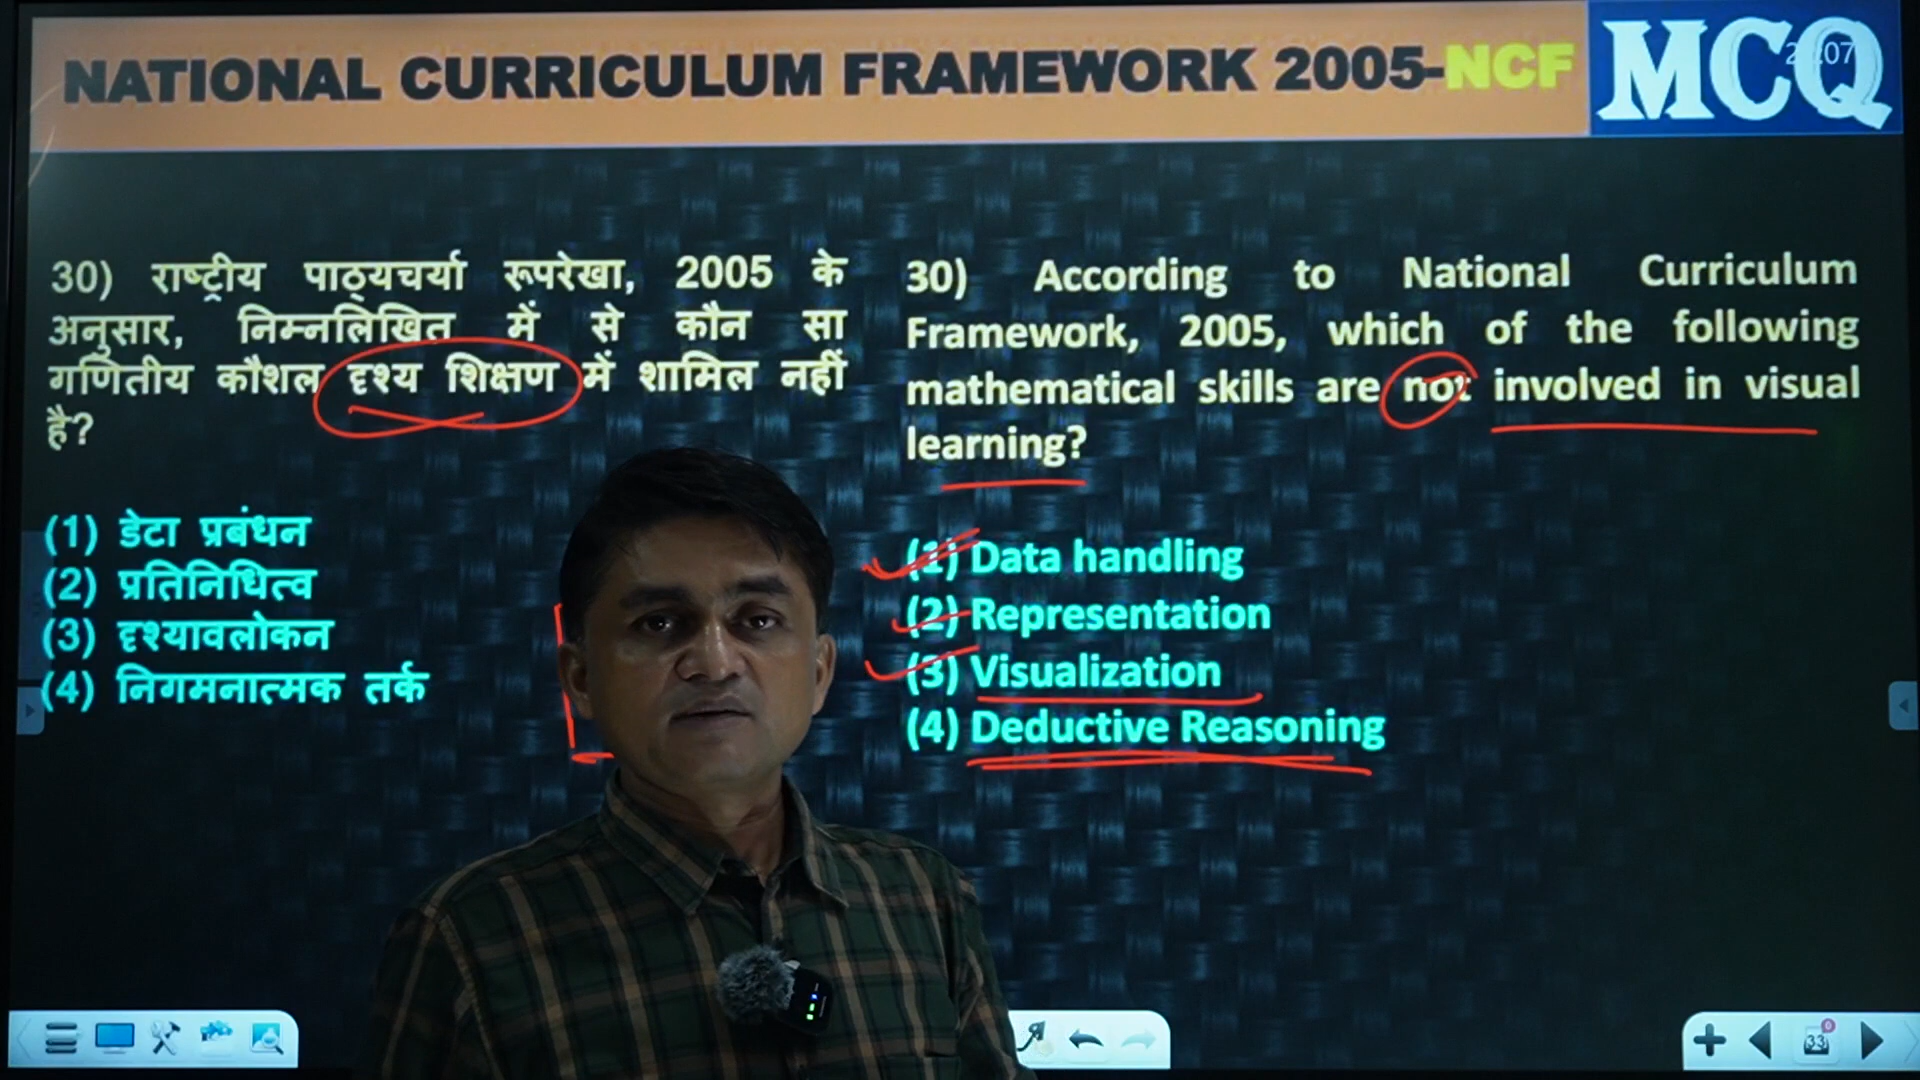 NATIONAL CURRICULUM FRAMEWORK 2005-NCF
MCQ
30) राष्ट्रीय पाठ्यचर्या रूपरेखा, 2005 के
अनुसार, निम्नलिखित में से कौन सा
गणितीय कौशल दृश्य शिक्षण में शामिल नहीं
है?
(1) डेटा प्रबंधन
(2) प्रतिनिधित्व
(3) दृश्यावलोकन
(4) निगमनात्मक तर्क
30) According to National Curriculum
Framework, 2005, which of the following
mathematical skills are not involved in visual
learning?
(1) Data handling
(2) Representation
(3) Visualization
(4) Deductive Reasoning
33